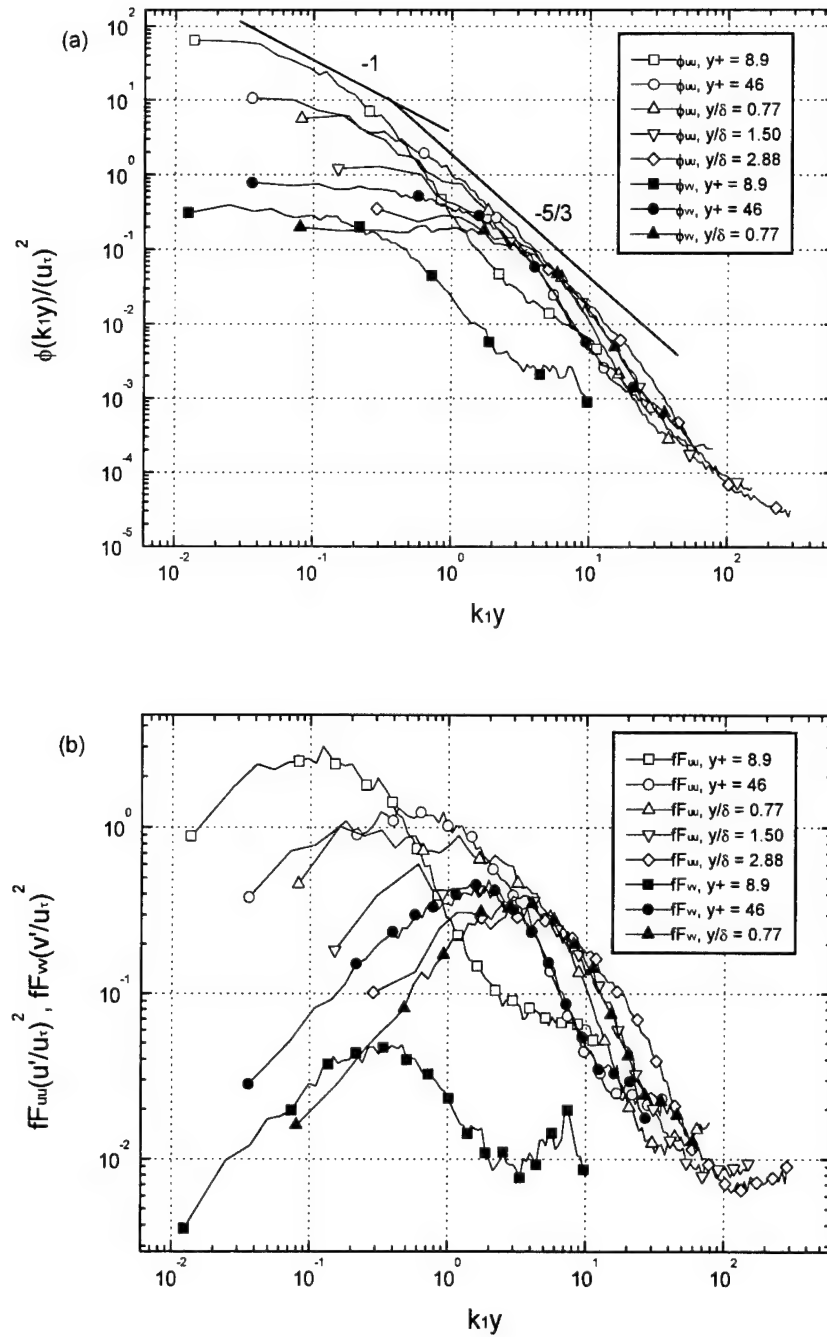 (a)
10²
10¹
10⁰
10⁻¹
10⁻²
10⁻³
10⁻⁴
10⁻⁵
ϕ(k₁y)/(uτ)²
-1
-5/3
ϕuu, y+ = 8.9
ϕuu, y+ = 46
ϕuu, y/δ = 0.77
ϕuu, y/δ = 1.50
ϕuu, y/δ = 2.88
ϕvv, y+ = 8.9
ϕvv, y+ = 46
ϕvv, y/δ = 0.77
10⁻² 10⁻¹ 10⁰ 10¹ 10²
k₁y
(b)
10⁰
10⁻¹
10⁻²
fFuu(u'/uτ)² , fFvv(v'/uτ)²
fFuu, y+ = 8.9
fFuu, y+ = 46
fFuu, y/δ = 0.77
fFuu, y/δ = 1.50
fFuu, y/δ = 2.88
fFvv, y+ = 8.9
fFvv, y+ = 46
fFvv, y/δ = 0.77
10⁻² 10⁻¹ 10⁰ 10¹ 10²
k₁y